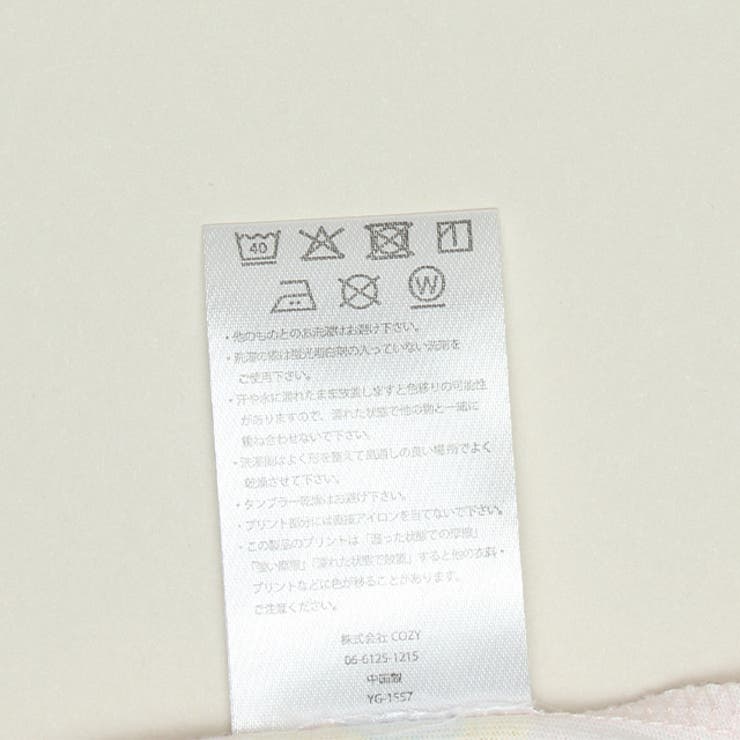 40
W
・他のものとのお洗濯はお避け下さい。
・洗濯の際は蛍光増白剤の入っていない洗剤を
ご使用下さい。
・汗や水に濡れたまま放置しますと色移りの可能性
がありますので、濡れた状態で他の物と一緒に
重ね合わせないで下さい。
・洗濯後はよく形を整えて風通しの良い場所でよく
乾燥させて下さい。
・タンブラー乾燥はお避け下さい。
・プリント部分には直接アイロンを当てないで下さい。
・この製品のプリントは「湿った状態での摩擦」
「強い摩擦」「濡れた状態で放置」すると他の衣料・
プリントなどに色が移ることがあります。
ご注意ください。
株式会社 COZY
06-6125-1215
中国製
YG-1557